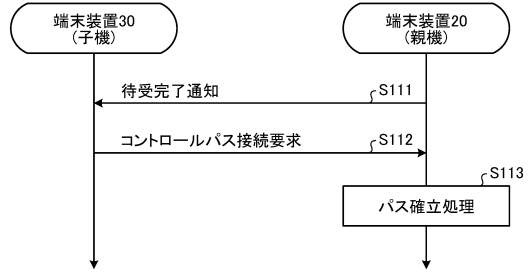 端末装置30
(子機)
端末装置20
(親機)
待受完了通知
S111
コントロールパス接続要求
S112
S113
パス確立処理